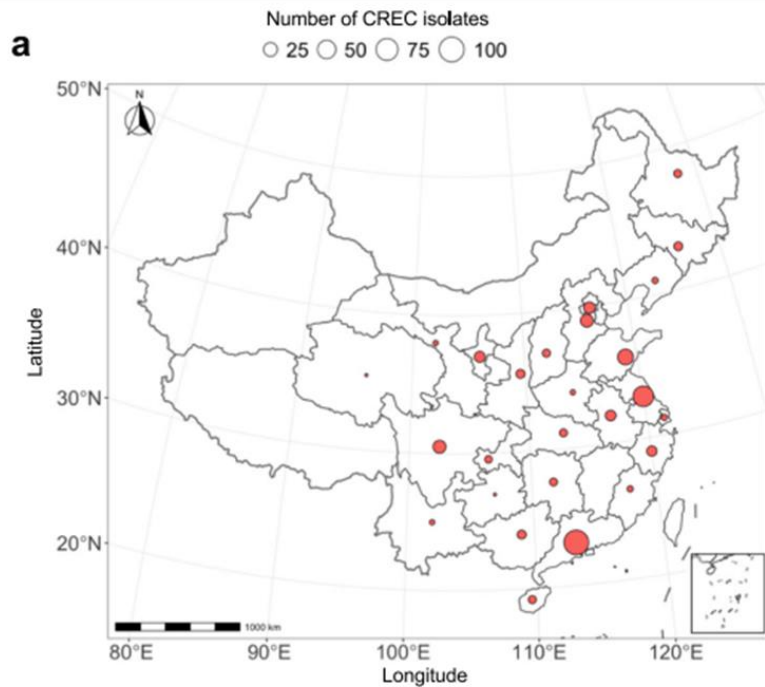 Number of CREC isolates
25 50 75 100
a
50°N
N
40°N
Latitude
30°N
20°N
1000 km
80°E 90°E 100°E 110°E 120°E
Longitude